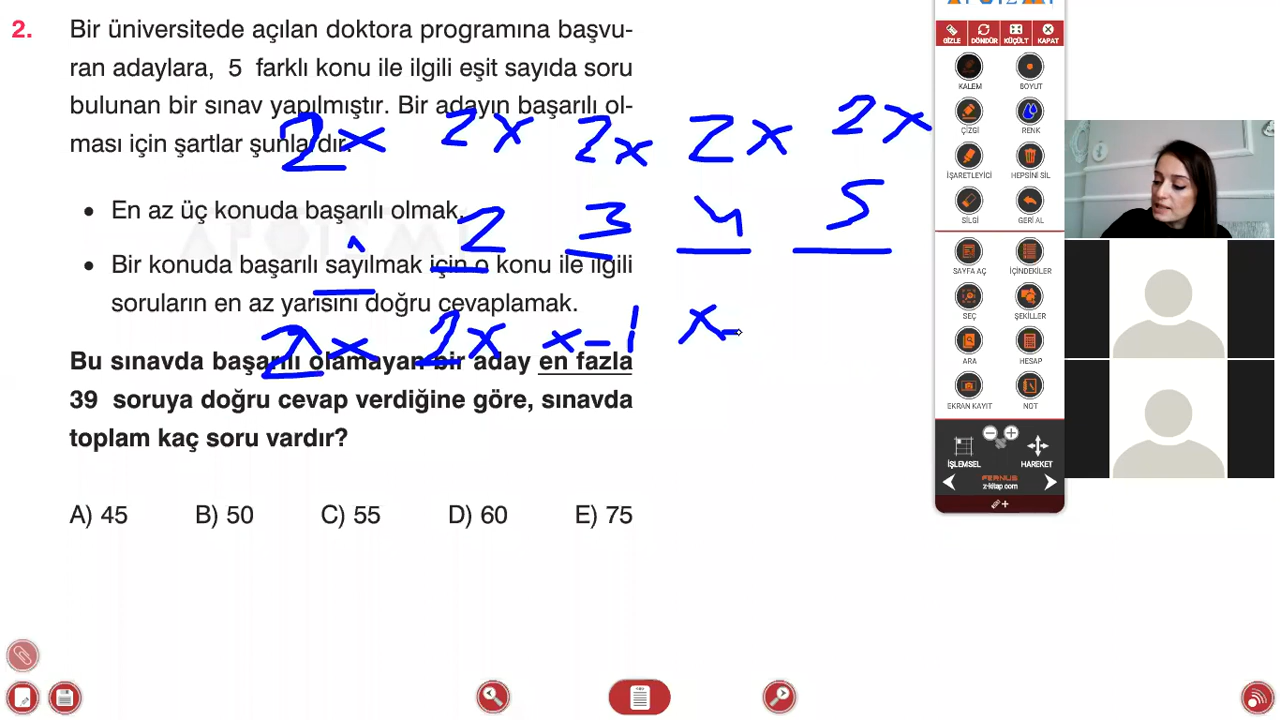 2. Bir üniversitede açılan doktora programına başvu-
ran adaylara, 5 farklı konu ile ilgili eşit sayıda soru
bulunan bir sınav yapılmıştır. Bir adayın başarılı ol-
ması için şartlar şunlardır.
2x 2x 2x 2x 2x
• En az üç konuda başarılı olmak,
1 2 3 4 5
• Bir konuda başarılı sayılmak için o konu ile ilgili
soruların en az yarısını doğru cevaplamak.
2x 2x x-1 x-
Bu sınavda başarılı olamayan bir aday en fazla
39 soruya doğru cevap verdiğine göre, sınavda
toplam kaç soru vardır?
A) 45 B) 50 C) 55 D) 60 E) 75
GİZLE DÖNDÜR KÜÇÜLT KAPAT
KALEM BOYUT
ÇİZGİ RENK
İŞARETLEYİCİ HEPSİNİ SİL
SİLGİ GERİ AL
SAYFA AÇ İÇİNDEKİLER
SEÇ ŞEKİLLER
ARA HESAP
EKRAN KAYIT NOT
İŞLEMSEL HAREKET
FERNUS
z-kitap.com